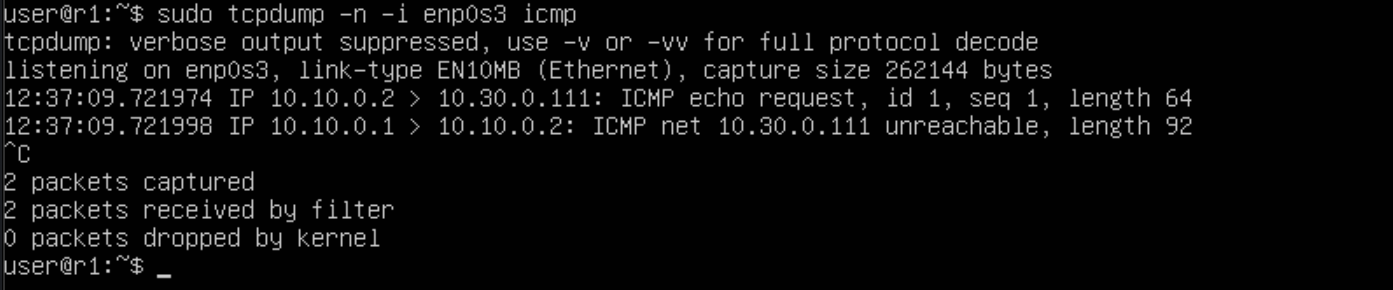 user@r1:~$ sudo tcpdump -n -i enp0s3 icmp
tcpdump: verbose output suppressed, use -v or -vv for full protocol decode
listening on enp0s3, link-type EN10MB (Ethernet), capture size 262144 bytes
12:37:09.721974 IP 10.10.0.2 > 10.30.0.111: ICMP echo request, id 1, seq 1, length 64
12:37:09.721998 IP 10.10.0.1 > 10.10.0.2: ICMP net 10.30.0.111 unreachable, length 92
^C
2 packets captured
2 packets received by filter
0 packets dropped by kernel
user@r1:~$ _